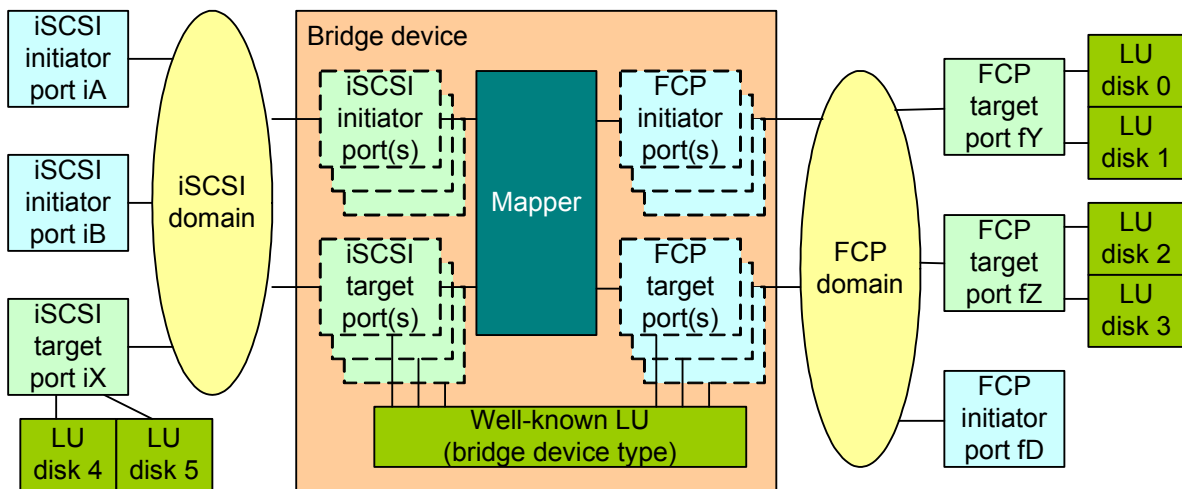 iSCSI
initiator
port iA
iSCSI
initiator
port iB
iSCSI
target
port iX
LU
disk 4
LU
disk 5
iSCSI
domain
Bridge device
iSCSI
initiator
port(s)
iSCSI
target
port(s)
Mapper
FCP
initiator
port(s)
FCP
target
port(s)
Well-known LU
(bridge device type)
FCP
domain
FCP
target
port fY
LU
disk 0
LU
disk 1
FCP
target
port fZ
LU
disk 2
LU
disk 3
FCP
initiator
port fD